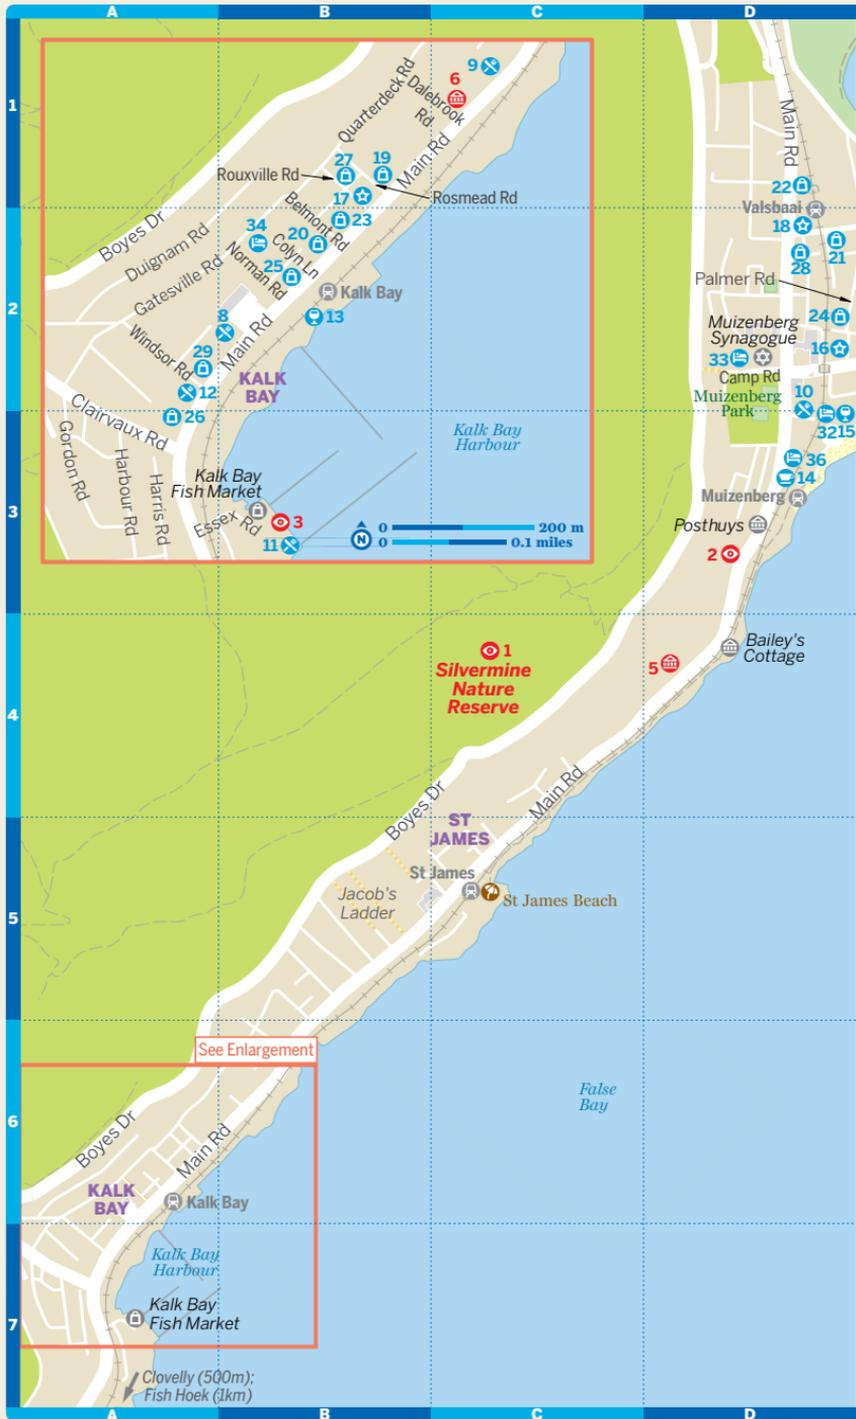 A B C D
1
2
3
4
5
6
7
9
6
Quarterdeck Rd
Dalebrook
Rd
Main Rd
27
19
Rouxville Rd
17
Rosmead Rd
Belmont Rd
23
34
20
Colyn Ln
25
Norman Rd
Boyes Dr
Duignam Rd
Gatesville Rd
Kalk Bay
13
8
Main Rd
Windsor Rd
29
12
26
KALK
BAY
Clairvaux Rd
Gordon Rd
Harbour Rd
Harris Rd
Kalk Bay
Harbour
Kalk Bay
Fish Market
Essex Rd
3
11
N
0 200 m
0 0.1 miles
Main Rd
22
Valsbaai
18
28
21
Palmer Rd
24
Muizenberg
Synagogue
16
33
Camp Rd
Muizenberg
Park
10
32
15
36
14
Muizenberg
Posthuys
2
Bailey's
Cottage
5
1
Silvermine
Nature
Reserve
Main Rd
Boyes Dr
ST
JAMES
St James
St James Beach
Jacob's
Ladder
See Enlargement
False
Bay
Boyes Dr
Main Rd
KALK
BAY
Kalk Bay
Kalk Bay
Harbour
Kalk Bay
Fish Market
Clovelly (500m);
Fish Hoek (1km)
A B C D